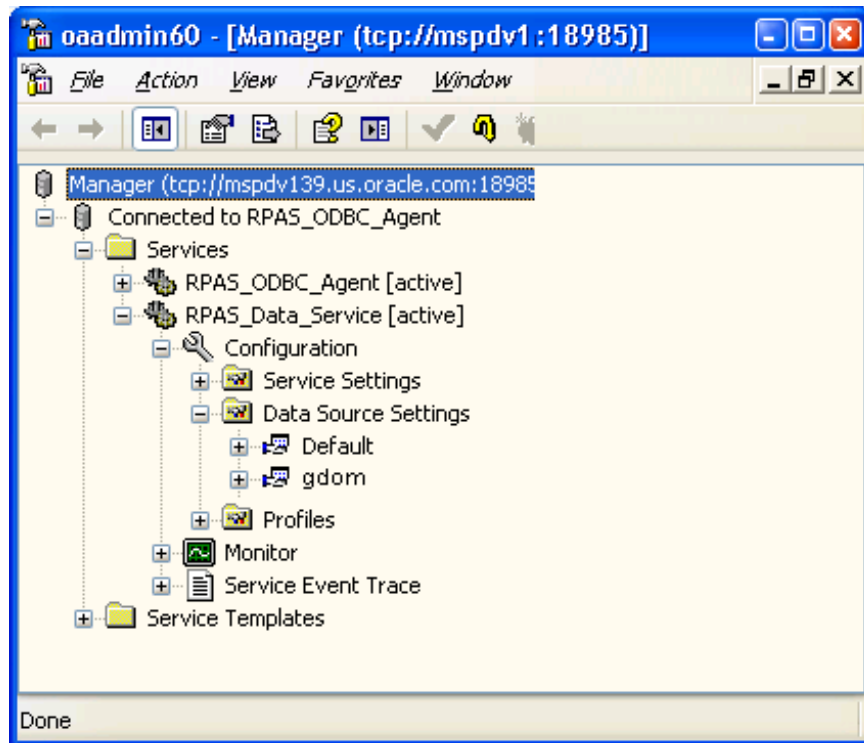 oaadmin60 - [Manager (tcp://mspdv1:18985)]
File Action View Favorites Window
Manager (tcp://mspdv139.us.oracle.com:18985
Connected to RPAS_ODBC_Agent
Services
RPAS_ODBC_Agent [active]
RPAS_Data_Service [active]
Configuration
Service Settings
Data Source Settings
Default
gdom
Profiles
Monitor
Service Event Trace
Service Templates
Done